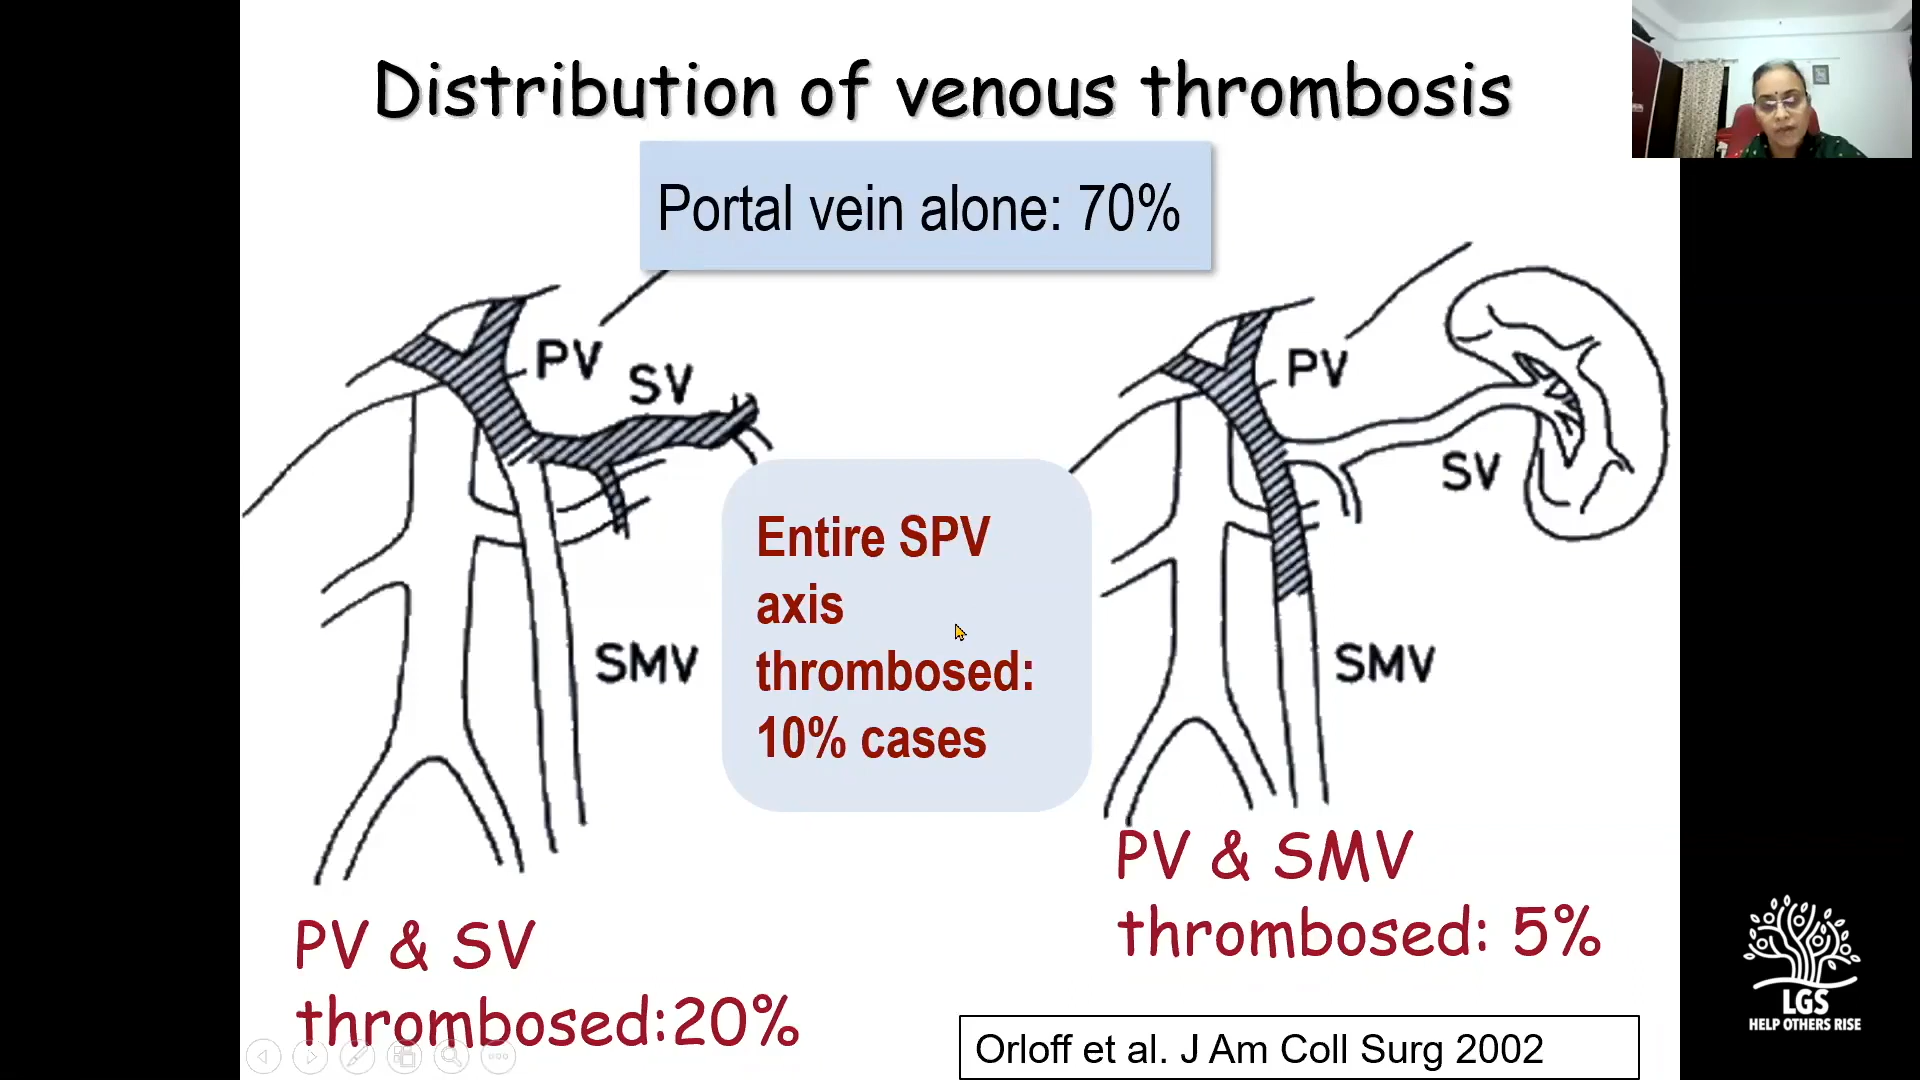 Distribution of venous thrombosis
Portal vein alone: 70%
PV
SV
SMV
Entire SPV
axis
thrombosed:
10% cases
PV
SV
SMV
PV & SV
thrombosed:20%
PV & SMV
thrombosed: 5%
Orloff et al. J Am Coll Surg 2002
LGS
HELP OTHERS RISE